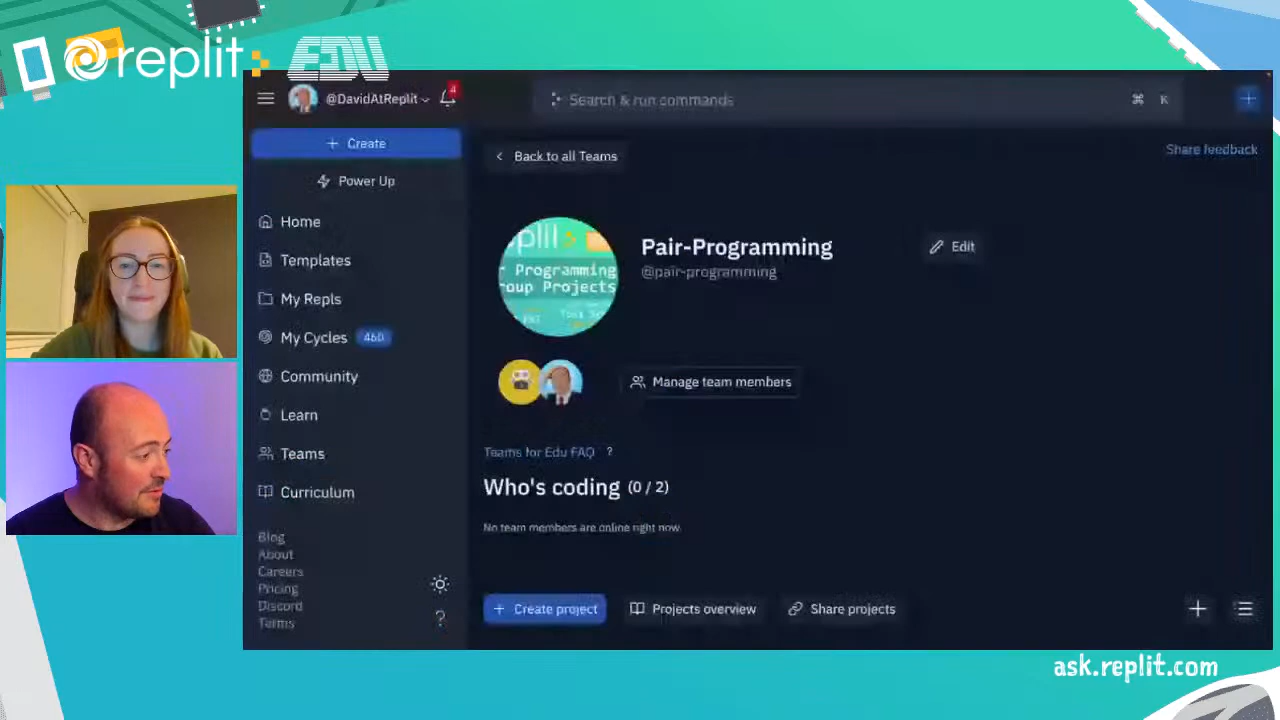 replit EDU
@DavidAtReplit
4
Search & run commands
⌘ K
+ Create
Back to all Teams
Share feedback
Power Up
Home
Templates
My Repls
My Cycles 460
Community
Learn
Teams
Curriculum
Blog
About
Careers
Pricing
Discord
Terms
?
Programming
oup Projects
Pair-Programming
@pair-programming
Edit
Manage team members
Teams for Edu FAQ ?
Who's coding (0 / 2)
No team members are online right now.
+ Create project
Projects overview
Share projects
ask.replit.com